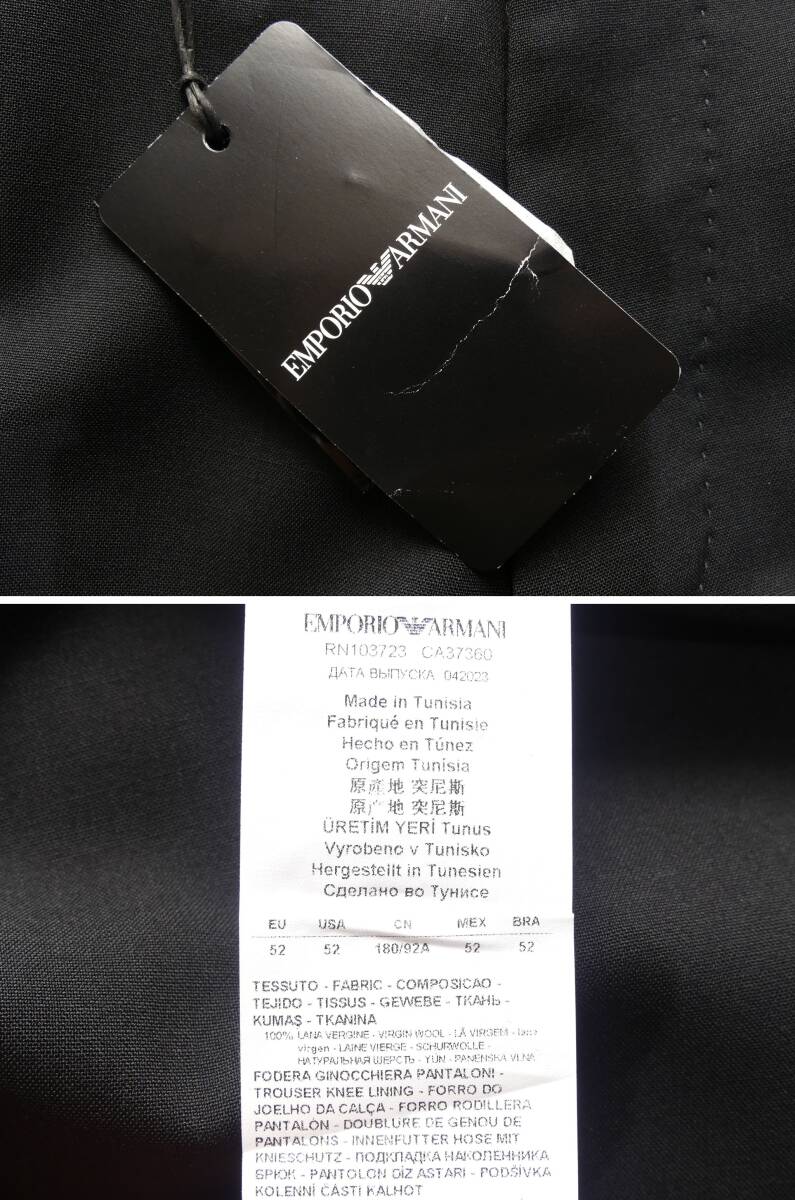 EMPORIO ARMANI
EMPORIO ARMANI
RN103723 CA37360
ДАТА ВЫПУСКА 042023
Made in Tunisia
Fabriqué en Tunisie
Hecho en Túnez
Origem Tunísia
原產地 突尼斯
原产地 突尼斯
ÜRETİM YERİ Tunus
Vyrobeno v Tunisko
Hergestellt in Tunesien
Сделано во Тунисе
EU USA CN MEX BRA
52 52 180/92A 52 52
TESSUTO - FABRIC - COMPOSICAO -
TEJIDO - TISSUS - GEWEBE - ТКАНЬ -
KUMAŞ - TKANINA
100% LANA VERGINE - VIRGIN WOOL - LÃ VIRGEM - lana
virgen - LAINE VIERGE - SCHURWOLLE -
НАТУРАЛЬНАЯ ШЕРСТЬ - YÜN - PANENSKA VLNA
FODERA GINOCCHIERA PANTALONI -
TROUSER KNEE LINING - FORRO DO
JOELHO DA CALÇA - FORRO RODILLERA
PANTALÓN - DOUBLURE DE GENOU DE
PANTALONS - INNENFUTTER HOSE MIT
KNIESCHUTZ - ПОДКЛАДКА НАКОЛЕННИКА
БРЮК - PANTOLON DİZ ASTARI - PODŠÍVKA
KOLENNÍ ČÁSTI KALHOT